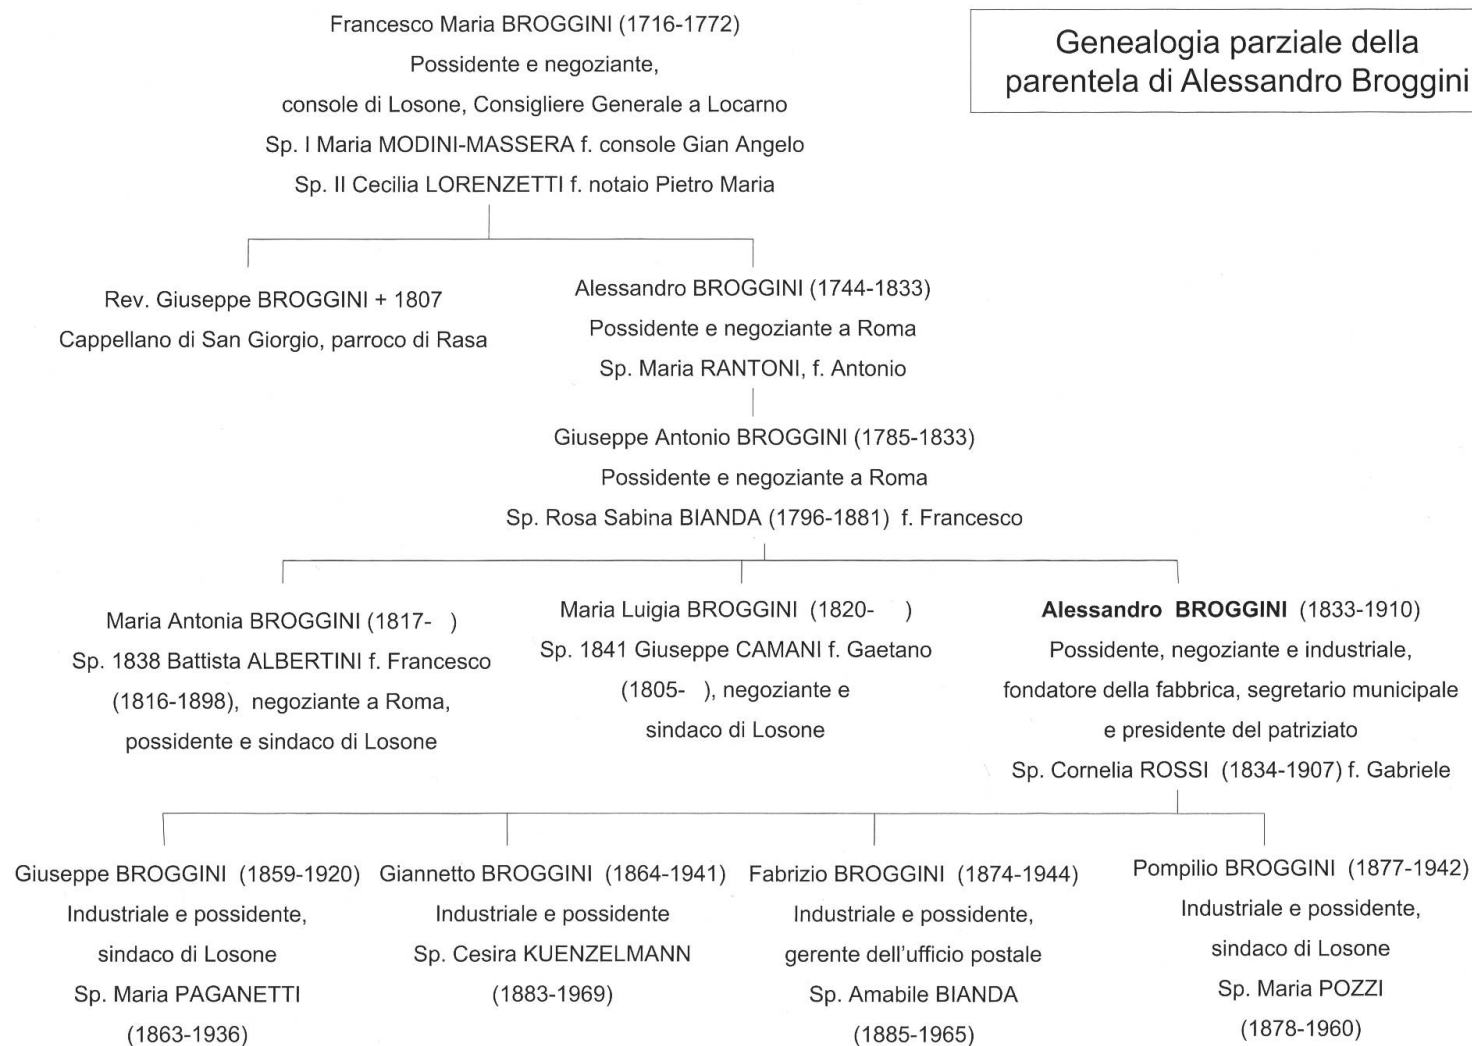 Genealogia parziale della
parentela di Alessandro Broggini
Francesco Maria BROGGINI (1716-1772)
Possidente e negoziante,
console di Losone, Consigliere Generale a Locarno
Sp. I Maria MODINI-MASSERA f. console Gian Angelo
Sp. II Cecilia LORENZETTI f. notaio Pietro Maria
Rev. Giuseppe BROGGINI + 1807
Cappellano di San Giorgio, parroco di Rasa
Alessandro BROGGINI (1744-1833)
Possidente e negoziante a Roma
Sp. Maria RANTONI, f. Antonio
Giuseppe Antonio BROGGINI (1785-1833)
Possidente e negoziante a Roma
Sp. Rosa Sabina BIANDA (1796-1881) f. Francesco
Maria Antonia BROGGINI (1817- )
Sp. 1838 Battista ALBERTINI f. Francesco
(1816-1898), negoziante a Roma,
possidente e sindaco di Losone
Maria Luigia BROGGINI (1820- )
Sp. 1841 Giuseppe CAMANI f. Gaetano
(1805- ), negoziante e
sindaco di Losone
Alessandro BROGGINI (1833-1910)
Possidente, negoziante e industriale,
fondatore della fabbrica, segretario municipale
e presidente del patriziato
Sp. Cornelia ROSSI (1834-1907) f. Gabriele
Giuseppe BROGGINI (1859-1920)
Industriale e possidente,
sindaco di Losone
Sp. Maria PAGANETTI
(1863-1936)
Giannetto BROGGINI (1864-1941)
Industriale e possidente
Sp. Cesira KUENZELMANN
(1883-1969)
Fabrizio BROGGINI (1874-1944)
Industriale e possidente,
gerente dell'ufficio postale
Sp. Amabile BIANDA
(1885-1965)
Pompilio BROGGINI (1877-1942)
Industriale e possidente,
sindaco di Losone
Sp. Maria POZZI
(1878-1960)